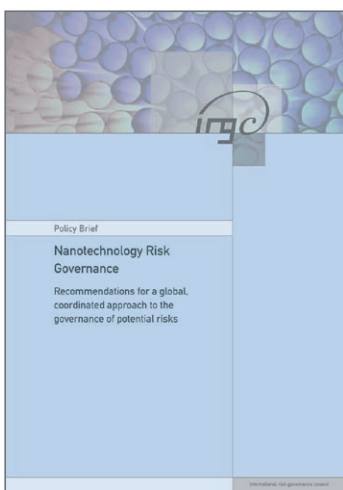 irgc
Policy Brief
Nanotechnology Risk
Governance
Recommendations for a global,
coordinated approach to the
governance of potential risks
international risk governance council